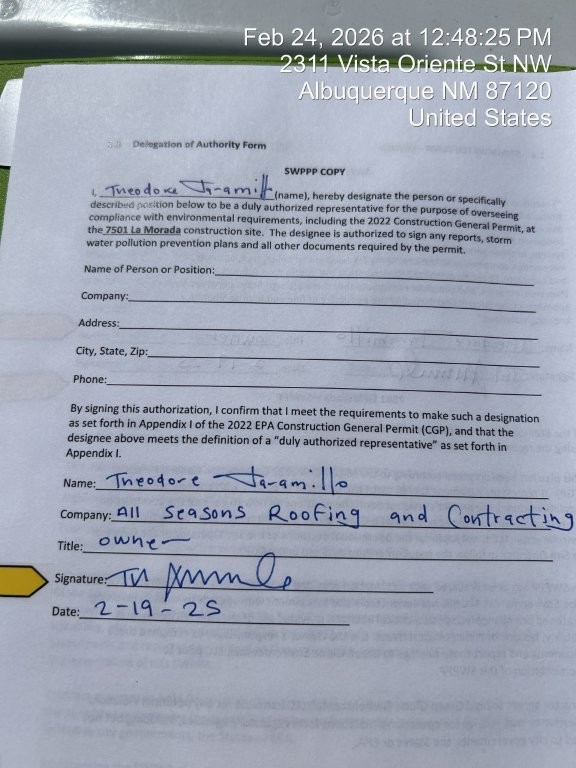 Feb 24, 2026 at 12:48:25 PM
2311 Vista Oriente St NW
Albuquerque NM 87120
United States
3.8 Delegation of Authority Form
SWPPP COPY
I, Theodore Jaramill (name), hereby designate the person or specifically
described position below to be a duly authorized representative for the purpose of overseeing
compliance with environmental requirements, including the 2022 Construction General Permit, at
the 7501 La Morada construction site. The designee is authorized to sign any reports, storm
water pollution prevention plans and all other documents required by the permit.
Name of Person or Position:
Company:
Address:
City, State, Zip:
Phone:
By signing this authorization, I confirm that I meet the requirements to make such a designation
as set forth in Appendix I of the 2022 EPA Construction General Permit (CGP), and that the
designee above meets the definition of a "duly authorized representative" as set forth in
Appendix I.
Name: Theodore Jaramillo
Company: All Seasons Roofing and Contracting
Title: owner
Signature:
Date: 2-19-25